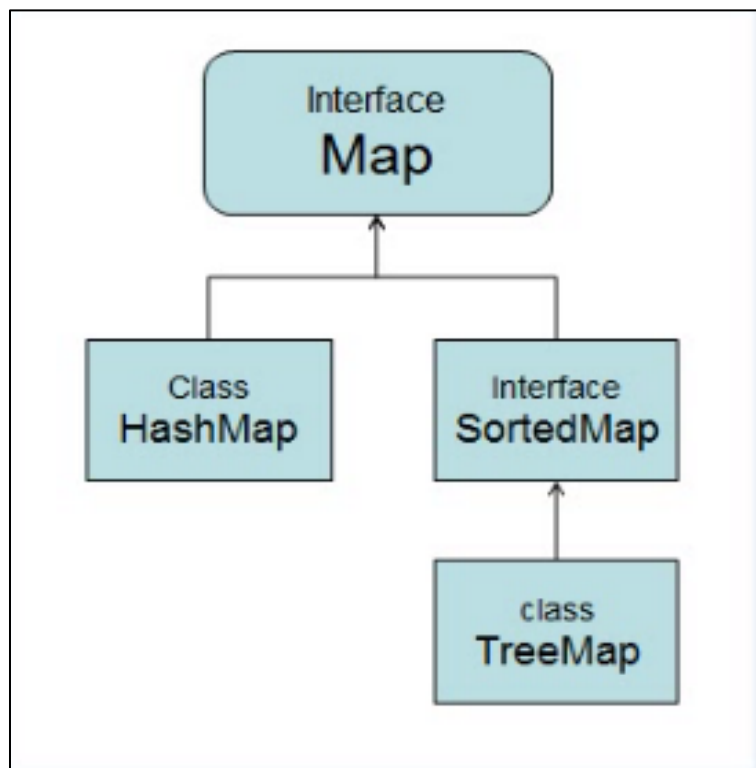 Interface
Map
Class
HashMap
Interface
SortedMap
class
TreeMap